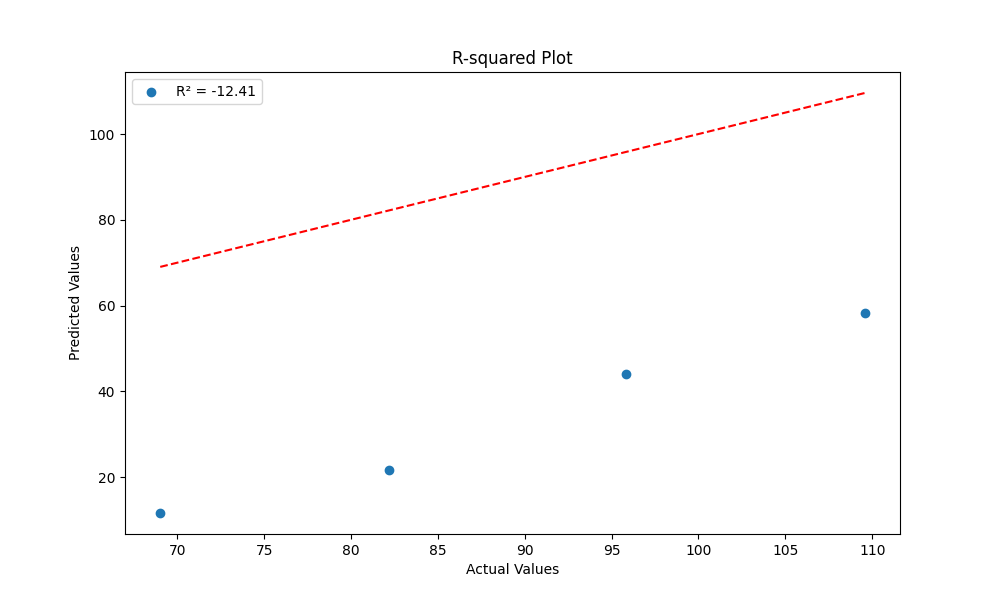 R-squared Plot
R² = -12.41
100
80
60
40
20
Predicted Values
70 75 80 85 90 95 100 105 110
Actual Values